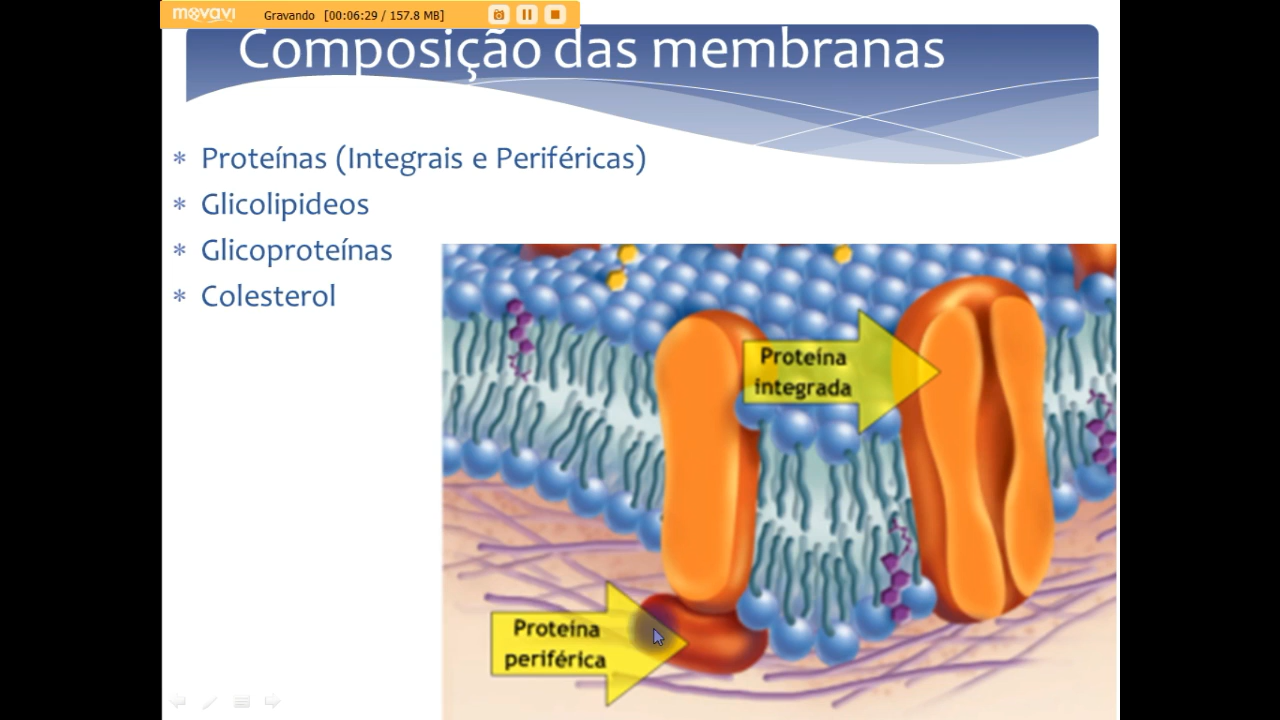 movavi Gravando [00:06:29 / 157.8 MB]
Composição das membranas
* Proteínas (Integrais e Periféricas)
* Glicolipideos
* Glicoproteínas
* Colesterol
Proteína
integrada
Proteína
periférica